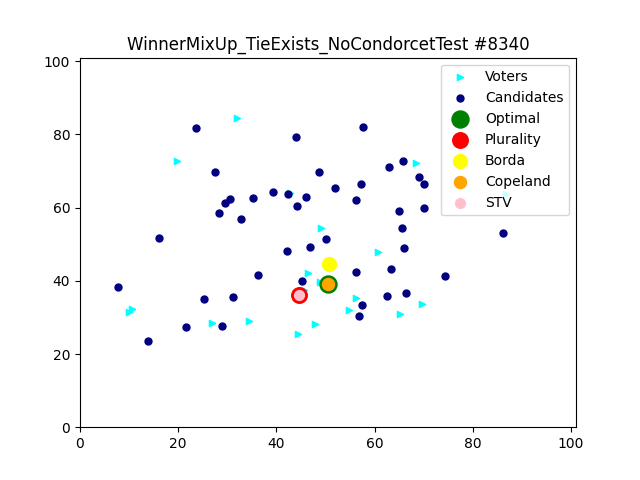 WinnerMixUp_TieExists_NoCondorcetTest #8340
Voters
Candidates
Optimal
Plurality
Borda
Copeland
STV
100
80
60
40
20
0
0 20 40 60 80 100